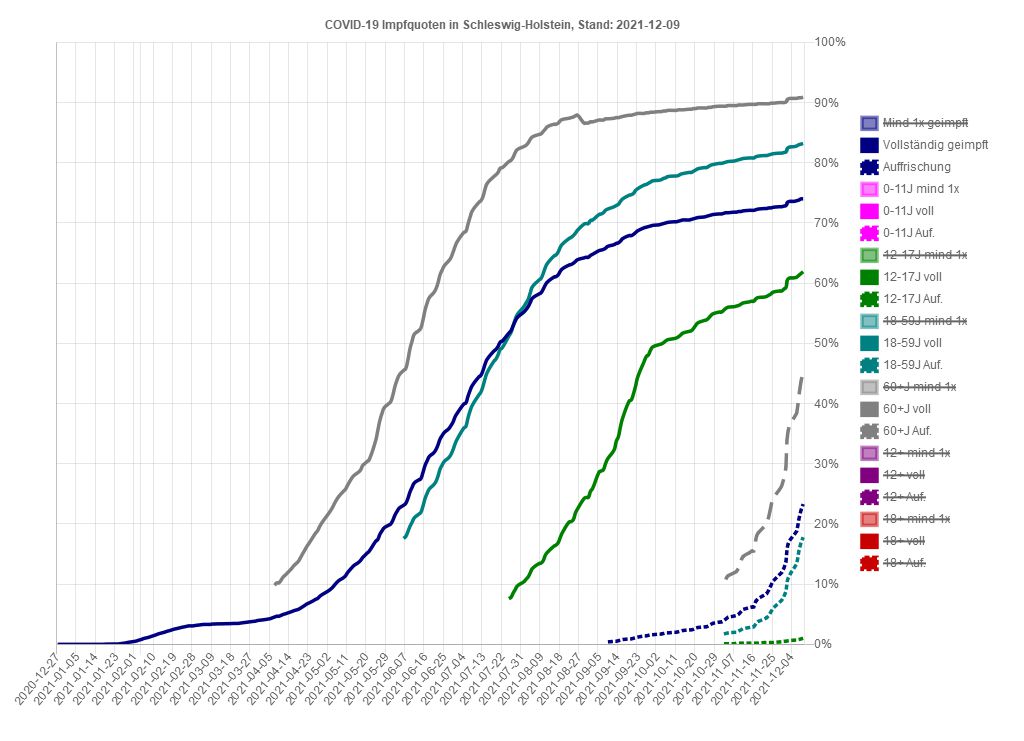 COVID-19 Impfquoten in Schleswig-Holstein, Stand: 2021-12-09
100%
90%
80%
70%
60%
50%
40%
30%
20%
10%
0%
Mind 1x geimpft
Vollständig geimpft
Auffrischung
0-11J mind 1x
0-11J voll
0-11J Auf.
12-17J mind 1x
12-17J voll
12-17J Auf.
18-59J mind 1x
18-59J voll
18-59J Auf.
60+J mind 1x
60+J voll
60+J Auf.
12+ mind 1x
12+ voll
12+ Auf.
18+ mind 1x
18+ voll
18+ Auf.
2020-12-27
2021-01-05
2021-01-14
2021-01-23
2021-02-01
2021-02-10
2021-02-19
2021-02-28
2021-03-09
2021-03-18
2021-03-27
2021-04-05
2021-04-14
2021-04-23
2021-05-02
2021-05-11
2021-05-20
2021-05-29
2021-06-07
2021-06-16
2021-06-25
2021-07-04
2021-07-13
2021-07-22
2021-07-31
2021-08-09
2021-08-18
2021-08-27
2021-09-05
2021-09-14
2021-09-23
2021-10-02
2021-10-11
2021-10-20
2021-10-29
2021-11-07
2021-11-16
2021-11-25
2021-12-04